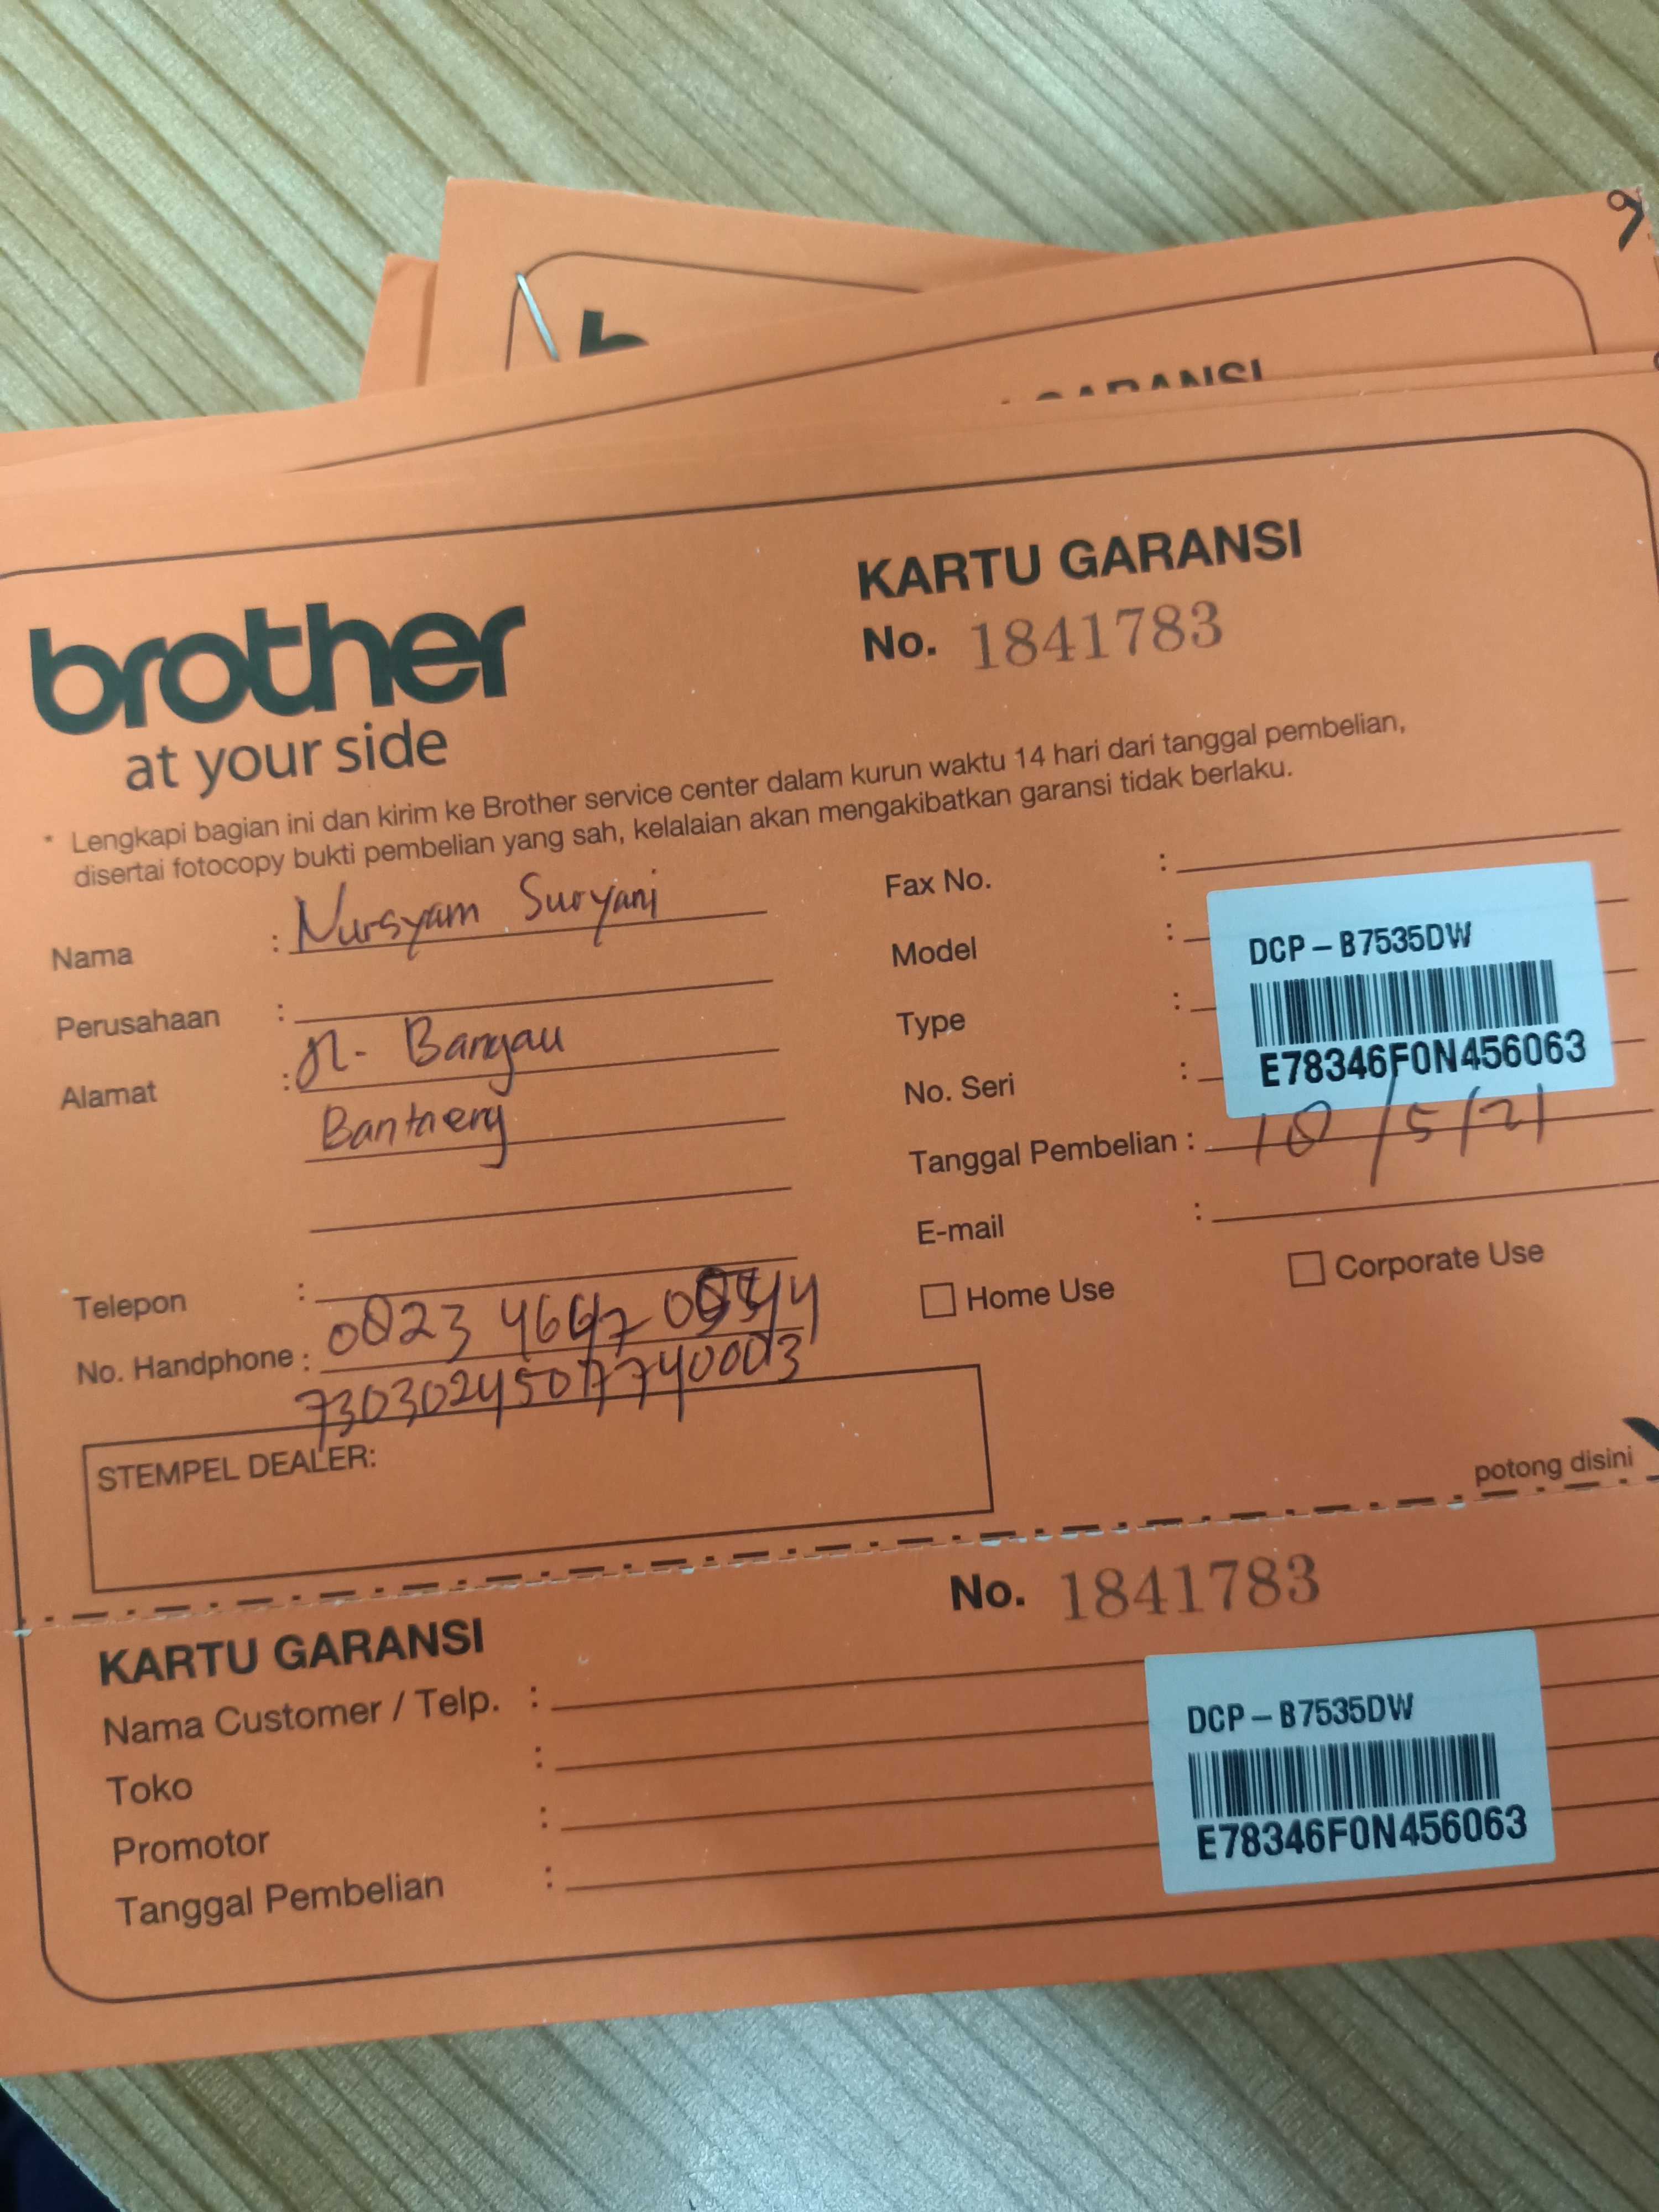 GARANSI
brother
at your side
KARTU GARANSI
No. 1841783
* Lengkapi bagian ini dan kirim ke Brother service center dalam kurun waktu 14 hari dari tanggal pembelian,
disertai fotocopy bukti pembelian yang sah, kelalaian akan mengakibatkan garansi tidak berlaku.
Nama : Nursyam Suryani
Perusahaan :
Alamat : Jl. Bangau
Bantaeng
Telepon :
No. Handphone : 0823 4667
STEMPEL DEALER:
Fax No. :
Model :
Type :
No. Seri :
DCP-B7535DW
E78346F0N456063
Tanggal Pembelian : 10/5/21
E-mail :
Home Use
Corporate Use
potong disini
KARTU GARANSI
No. 1841783
Nama Customer / Telp. :
Toko :
Promotor :
Tanggal Pembelian :
DCP-B7535DW
E78346F0N456063